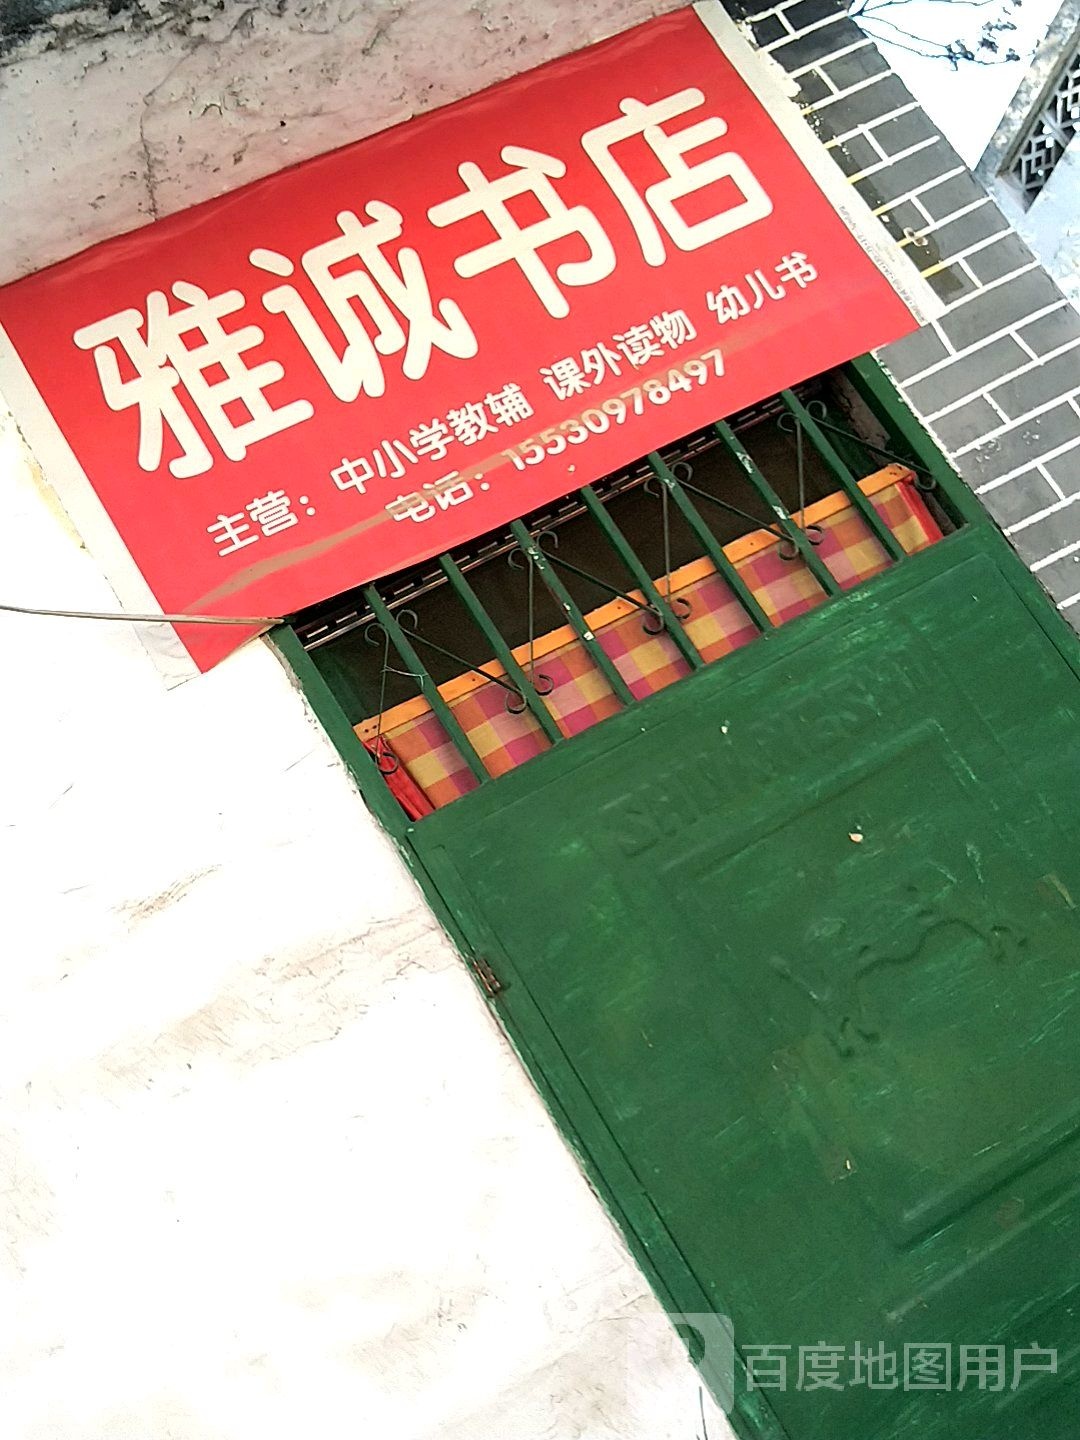 雅诚书店
主营：中小学教辅 课外读物 幼儿书
电话：15530978497
百度地图用户